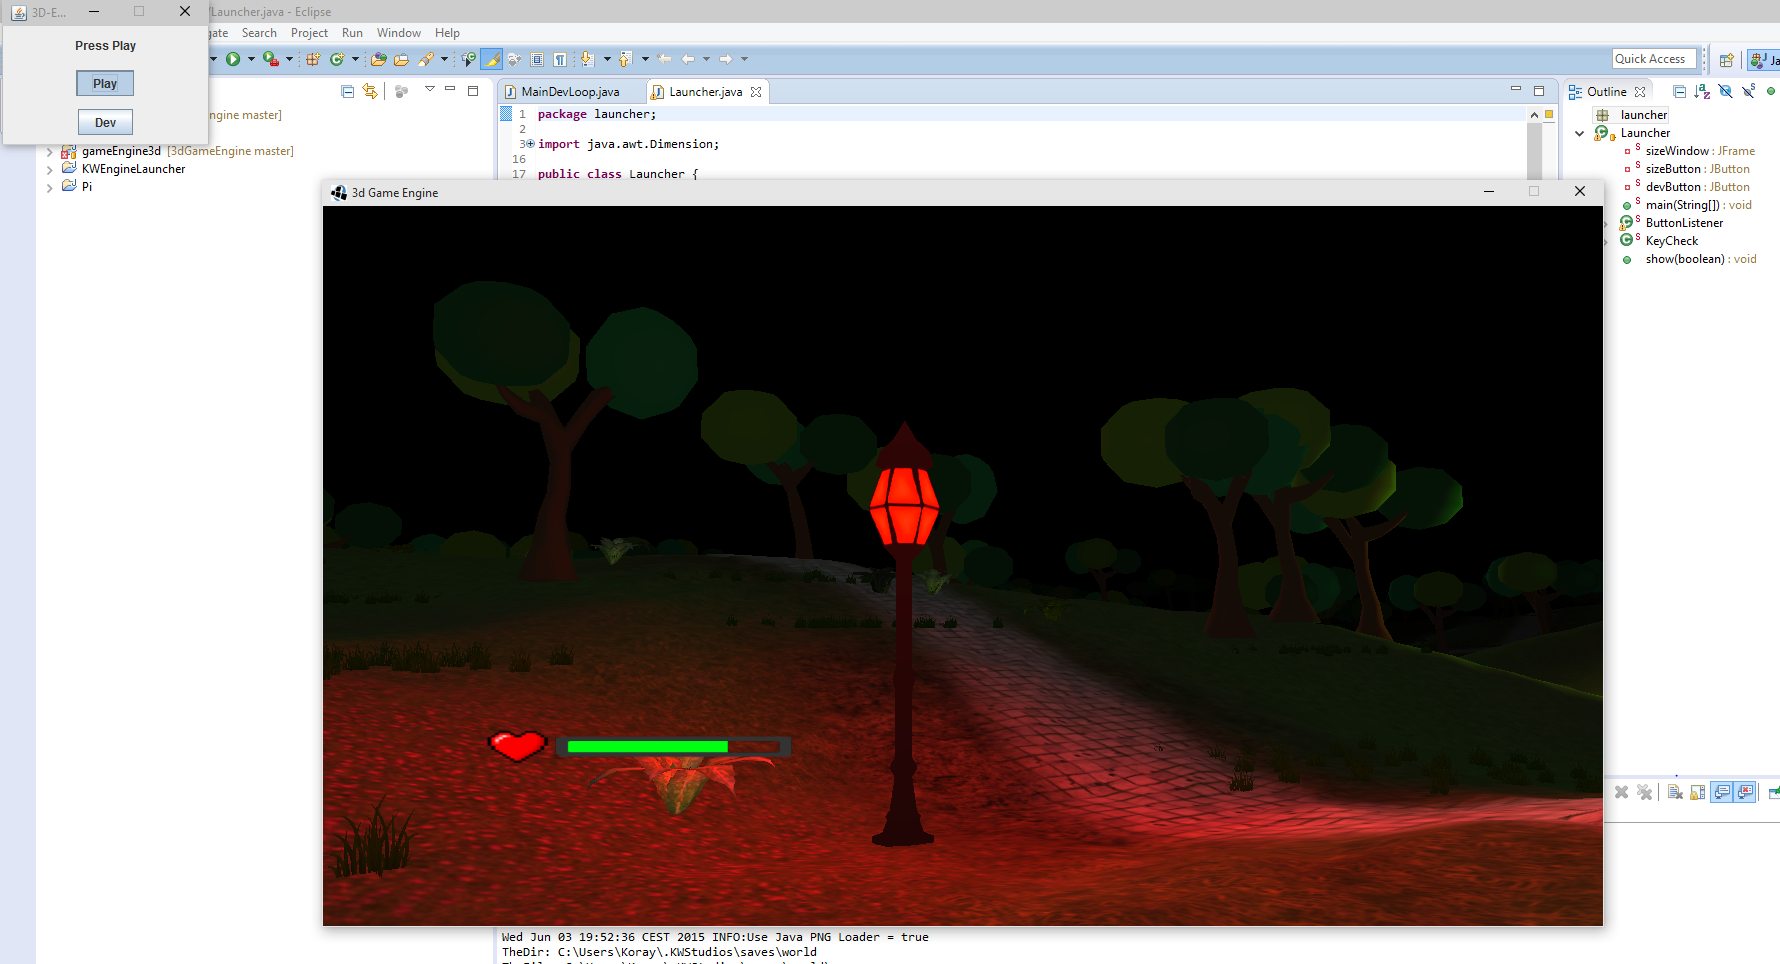 3D-E...
Launcher.java - Eclipse
gate Search Project Run Window Help
Press Play
Play
Dev
Quick Access
Ja
ngine master]
gameEngine3d [3dGameEngine master]
KWEngineLauncher
Pi
MainDevLoop.java
Launcher.java
1 package launcher;
2
3 import java.awt.Dimension;
16
17 public class Launcher {
Outline
launcher
Launcher
sizeWindow : JFrame
sizeButton : JButton
devButton : JButton
main(String[]) : void
ButtonListener
KeyCheck
show(boolean) : void
3d Game Engine
Wed Jun 03 19:52:36 CEST 2015 INFO:Use Java PNG Loader = true
TheDir: C:\Users\Koray\.KWStudios\saves\world